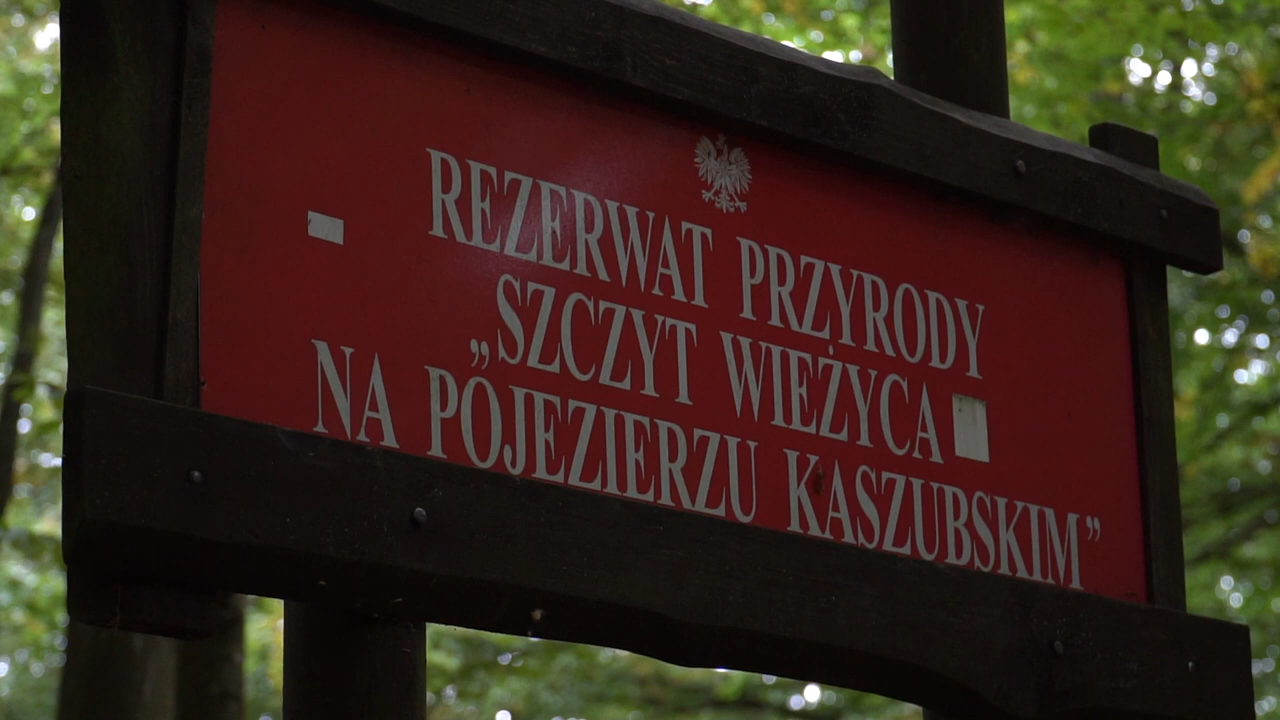 REZERWAT PRZYRODY
„SZCZYT WIEŻYCA
NA POJEZIERZU KASZUBSKIM”